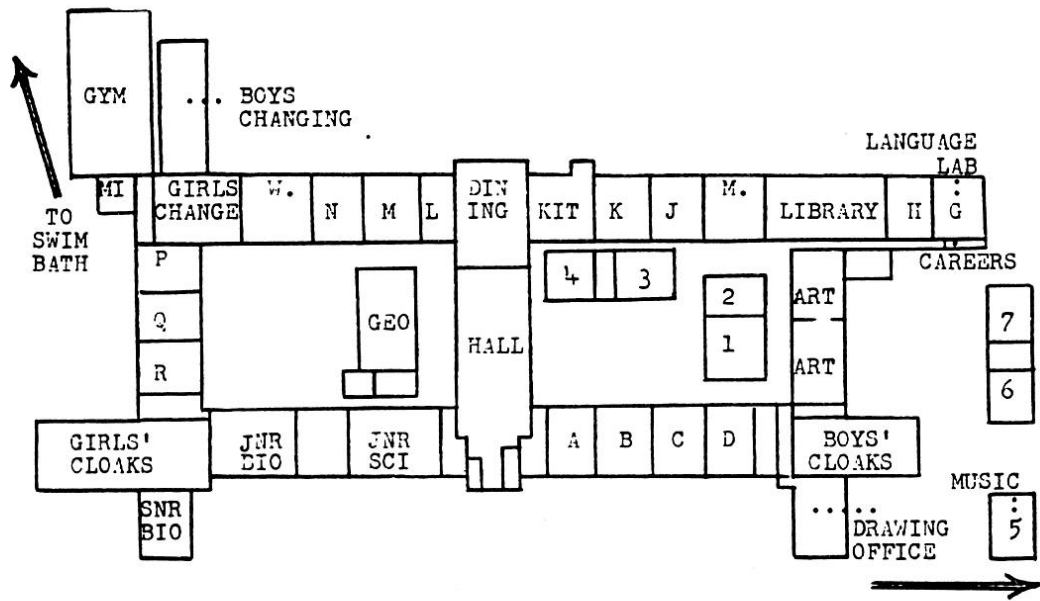 GYM
BOYS
CHANGING
LANGUAGE
LAB
MI
GIRLS
CHANGE
W.
N
M
L
DIN
ING
KIT
K
J
M.
LIBRARY
H
G
TO
SWIM
BATH
P
4
3
CAREERS
Q
GEO
HALL
2
1
ART
ART
7
R
6
GIRLS'
CLOAKS
JNR
BIO
JNR
SCI
A
B
C
D
BOYS'
CLOAKS
MUSIC
5
SNR
BIO
DRAWING
OFFICE